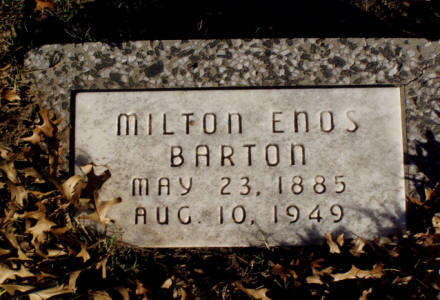 MILTON ENOS
BARTON
MAY 23, 1885
AUG. 10, 1949